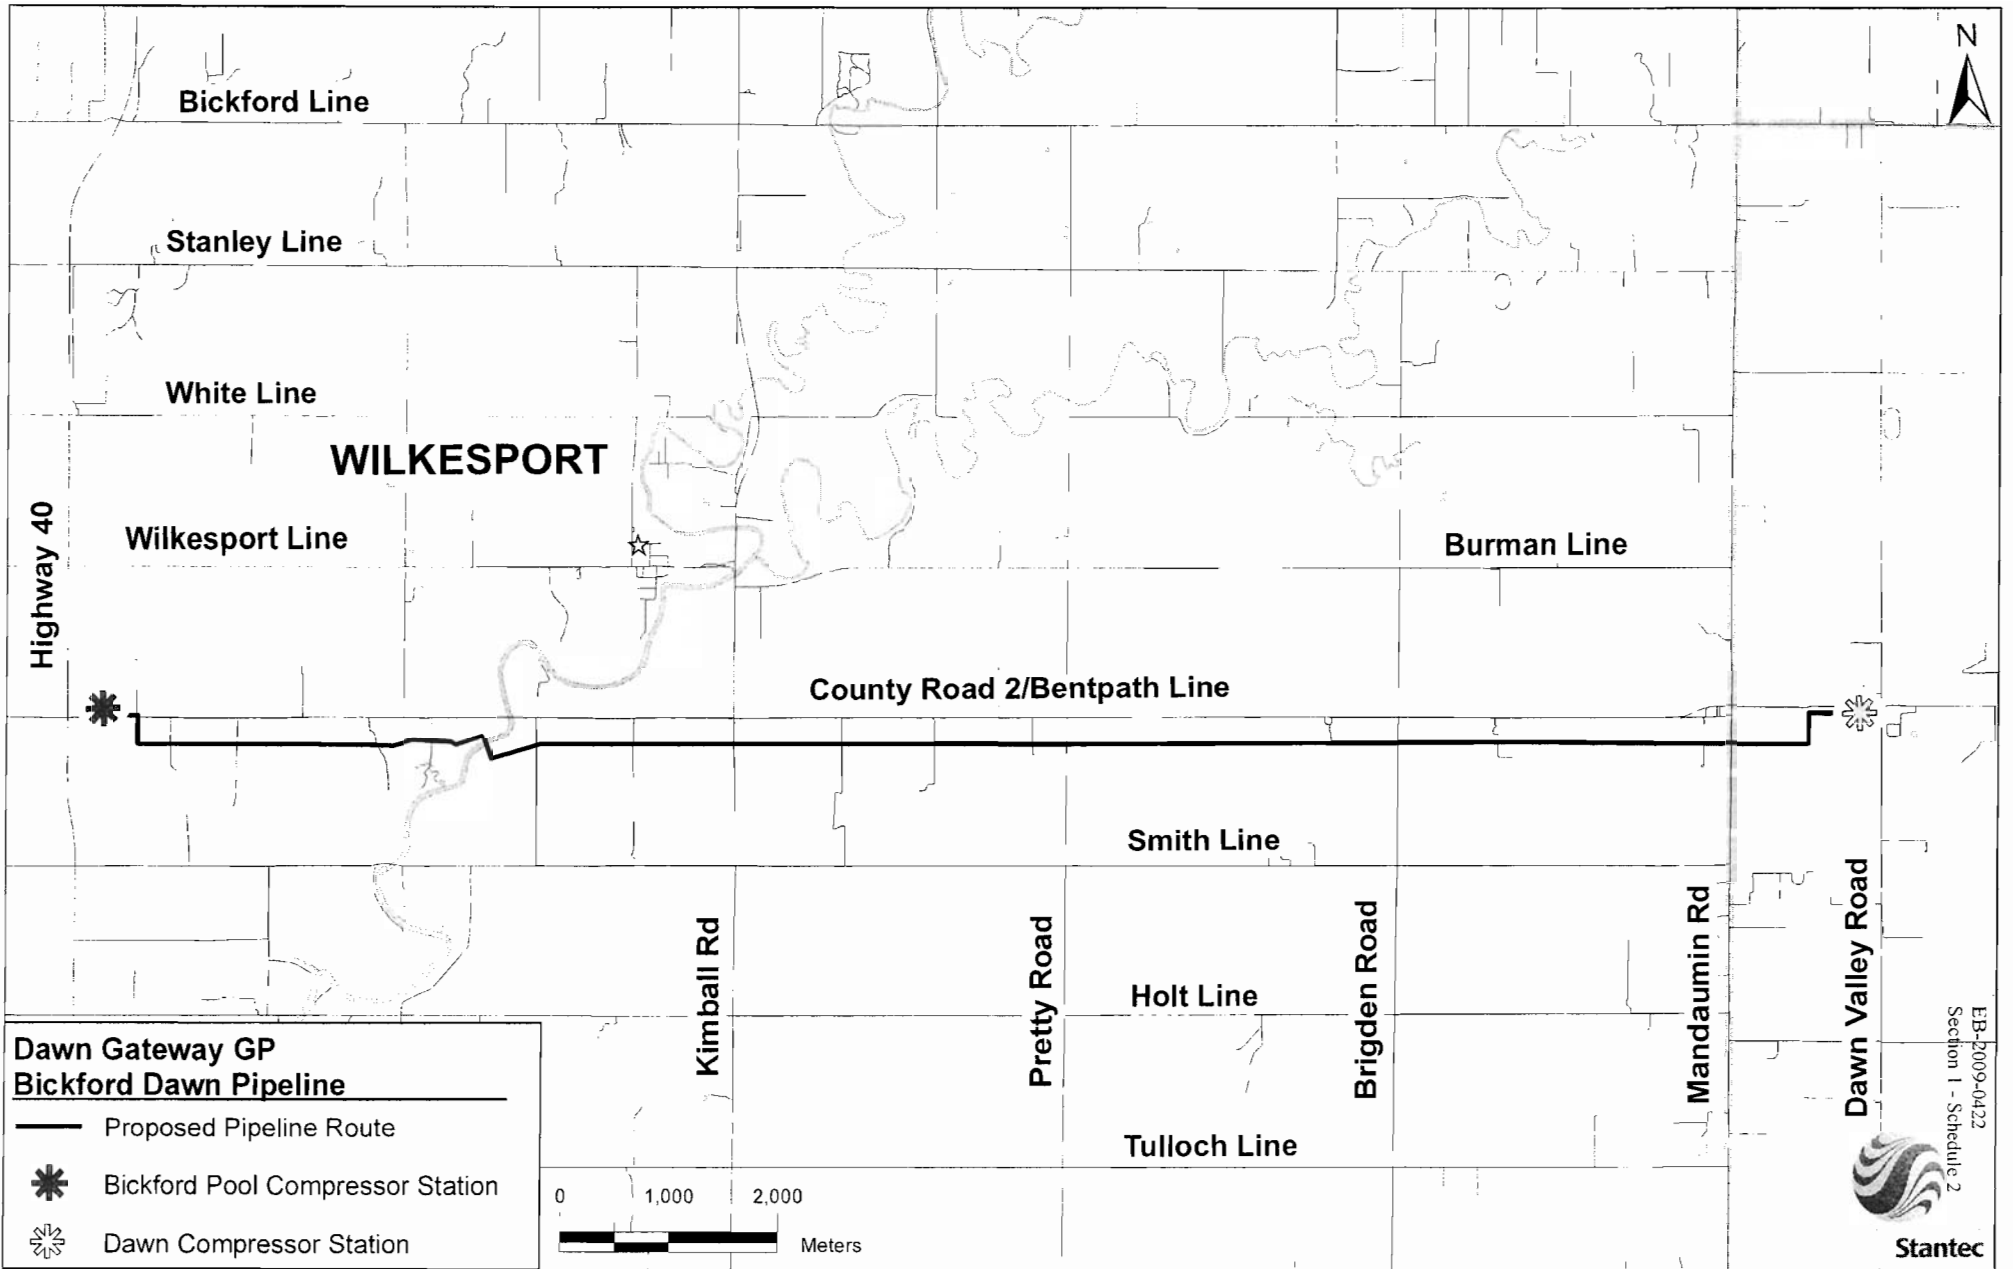 N
Bickford Line
Stanley Line
White Line
WILKESPORT
Highway 40
Wilkesport Line
Burman Line
County Road 2/Bentpath Line
Smith Line
Kimball Rd
Pretty Road
Brigden Road
Mandaumin Rd
Dawn Valley Road
Holt Line
Tulloch Line
Dawn Gateway GP
Bickford Dawn Pipeline
Proposed Pipeline Route
Bickford Pool Compressor Station
Dawn Compressor Station
0 1,000 2,000
Meters
EB-2009-0422
Section 1 - Schedule 2
Stantec